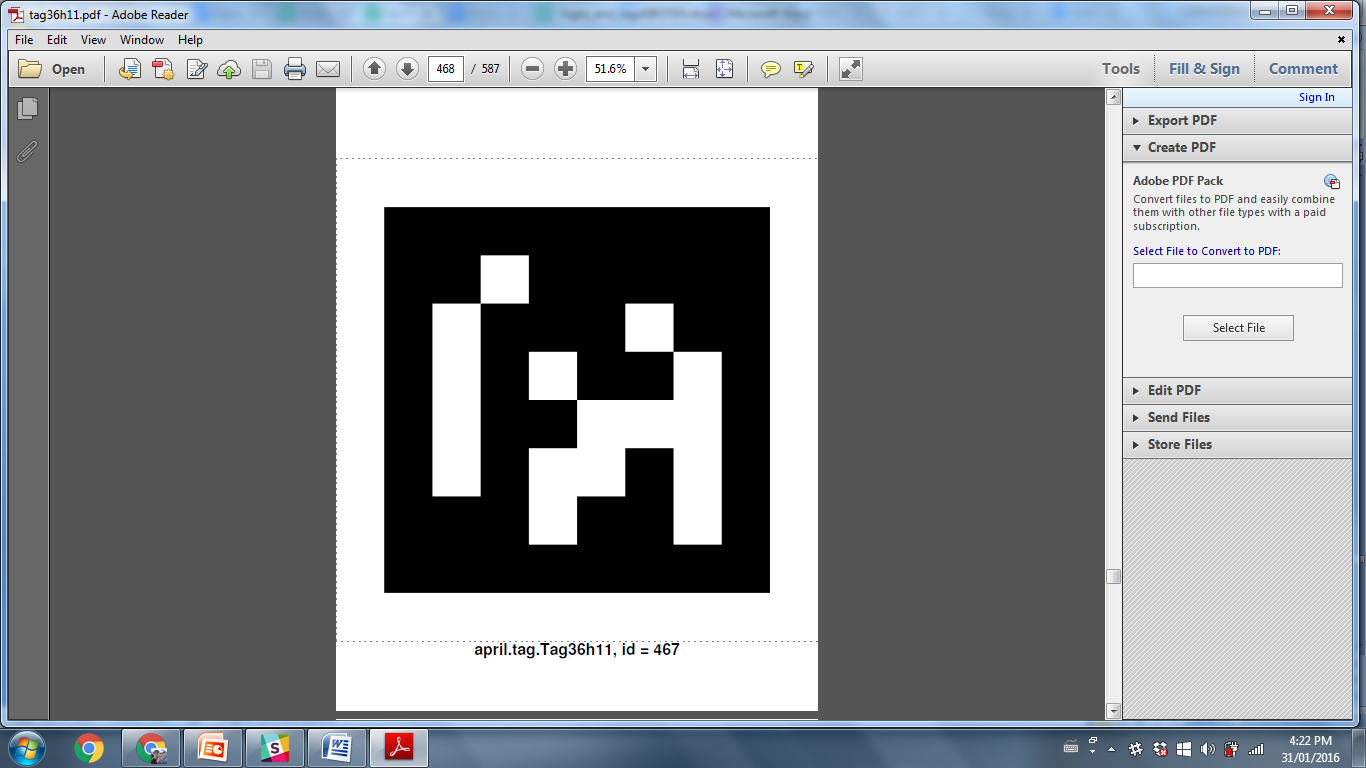 tag36h11.pdf - Adobe Reader
File Edit View Window Help
Open 468 / 587 51.6% Tools Fill & Sign Comment
Sign In
Export PDF
Create PDF
Adobe PDF Pack
Convert files to PDF and easily combine
them with other file types with a paid
subscription.
Select File to Convert to PDF:
Select File
Edit PDF
Send Files
Store Files
april.tag.Tag36h11, id = 467
4:22 PM
31/01/2016